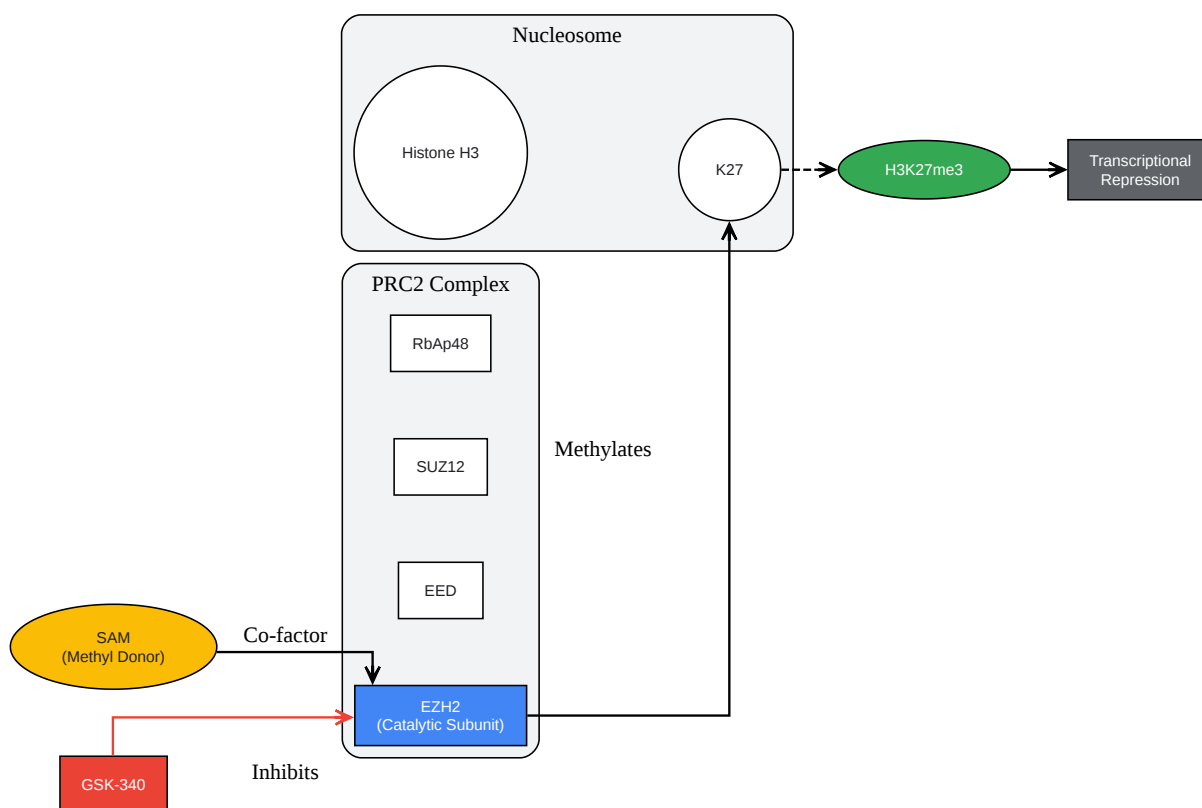 Nucleosome
Histone H3
K27
H3K27me3
Transcriptional
Repression
PRC2 Complex
RbAp48
Methylates
SUZ12
EED
SAM
(Methyl Donor)
Co-factor
EZH2
(Catalytic Subunit)
Inhibits
GSK-340